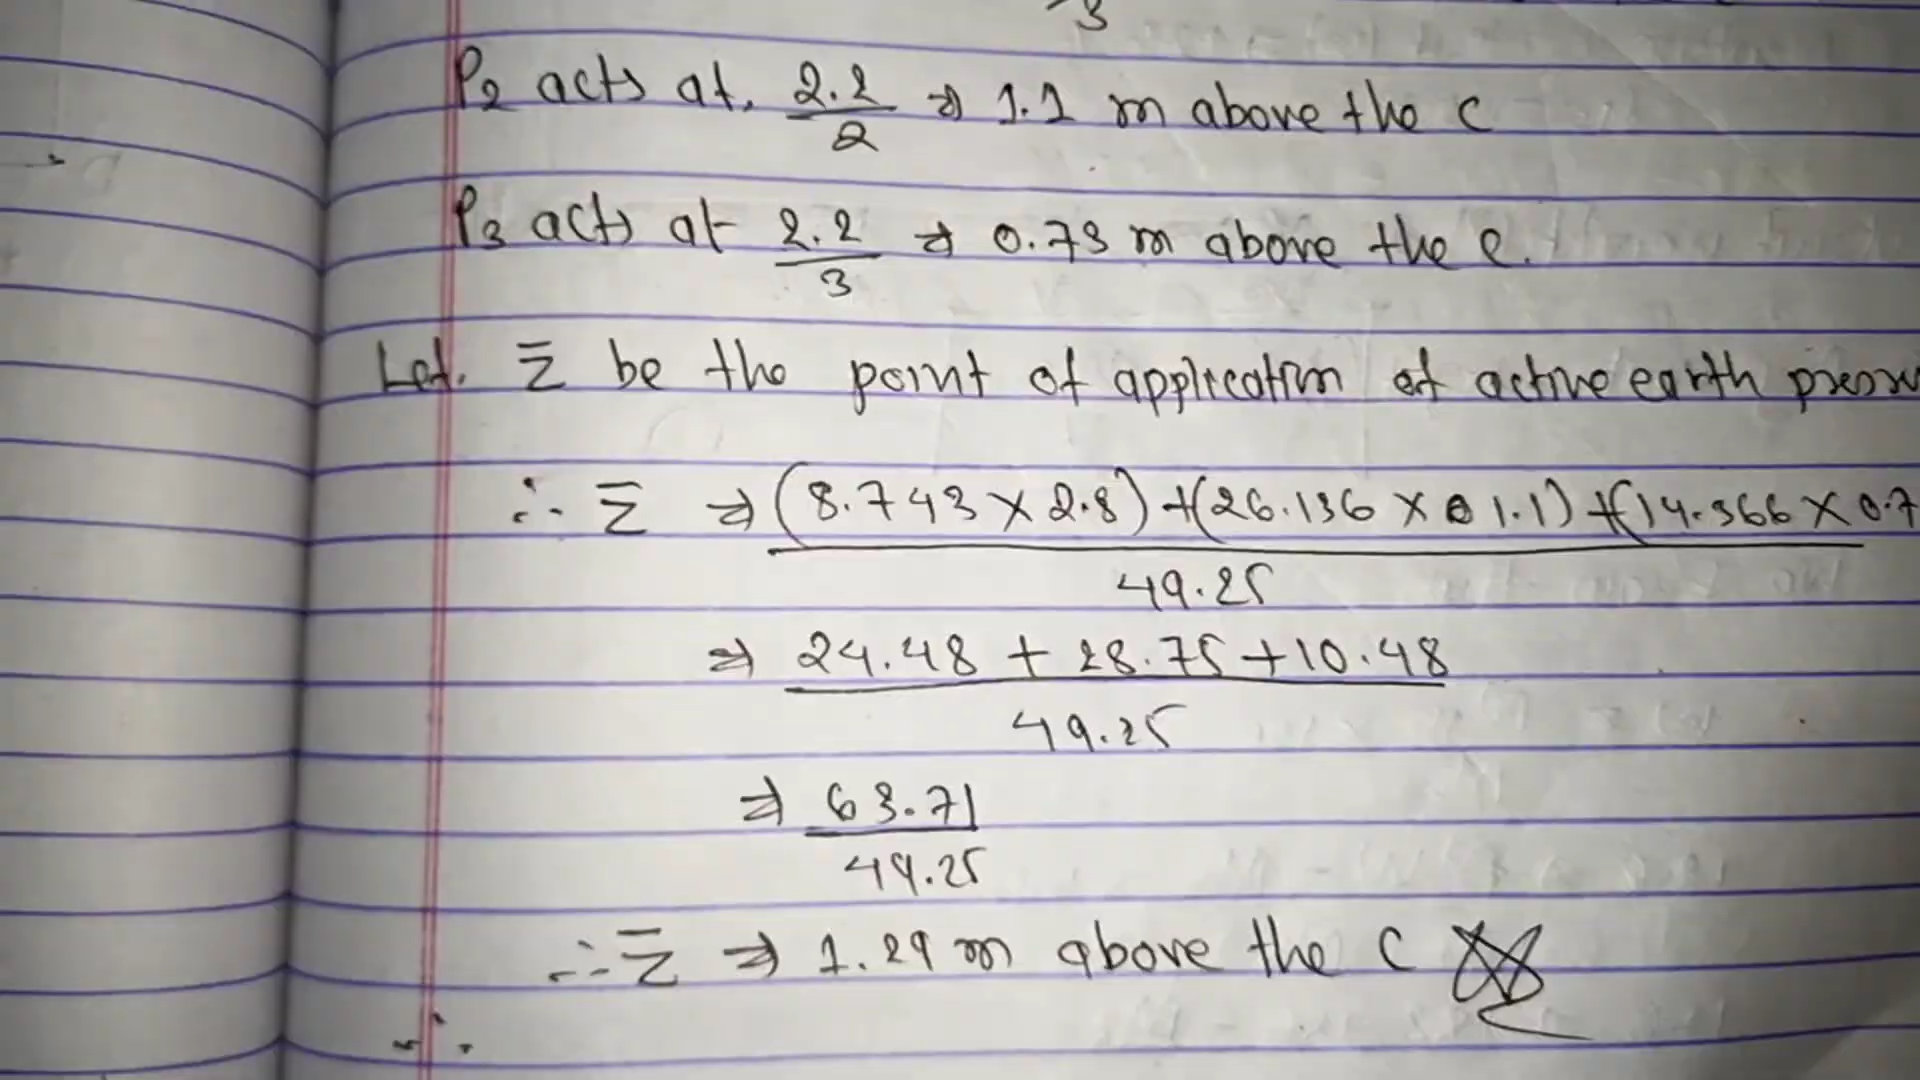 3
P2 acts at, 2.2/2 ⇒ 1.1 m above the C
P3 acts at 2.2/3 ⇒ 0.73 m above the C.
Let. z̄ be the point of application of active earth pressu
∴ z̄ ⇒ (8.743 × 2.8) + (26.136 × 1.1) + (14.366 × 0.7
49.25
⇒ 24.48 + 28.75 + 10.48
49.25
⇒ 63.71
49.25
∴ z̄ ⇒ 1.29 m above the C